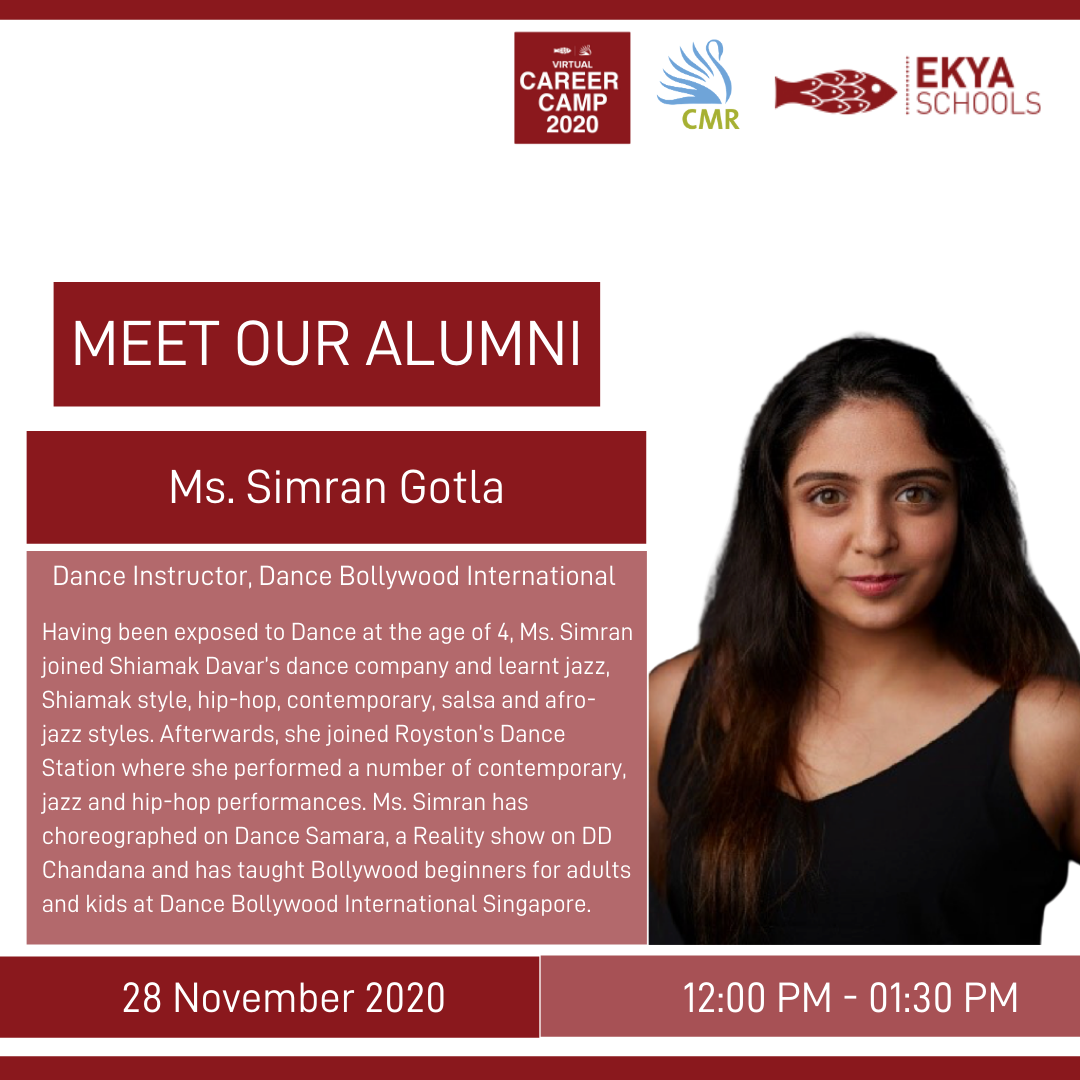 VIRTUAL
CAREER
CAMP
2020
CMR
EKYA
SCHOOLS
MEET OUR ALUMNI
Ms. Simran Gotla
Dance Instructor, Dance Bollywood International
Having been exposed to Dance at the age of 4, Ms. Simran
joined Shiamak Davar's dance company and learnt jazz,
Shiamak style, hip-hop, contemporary, salsa and afro-
jazz styles. Afterwards, she joined Royston's Dance
Station where she performed a number of contemporary,
jazz and hip-hop performances. Ms. Simran has
choreographed on Dance Samara, a Reality show on DD
Chandana and has taught Bollywood beginners for adults
and kids at Dance Bollywood International Singapore.
28 November 2020
12:00 PM - 01:30 PM